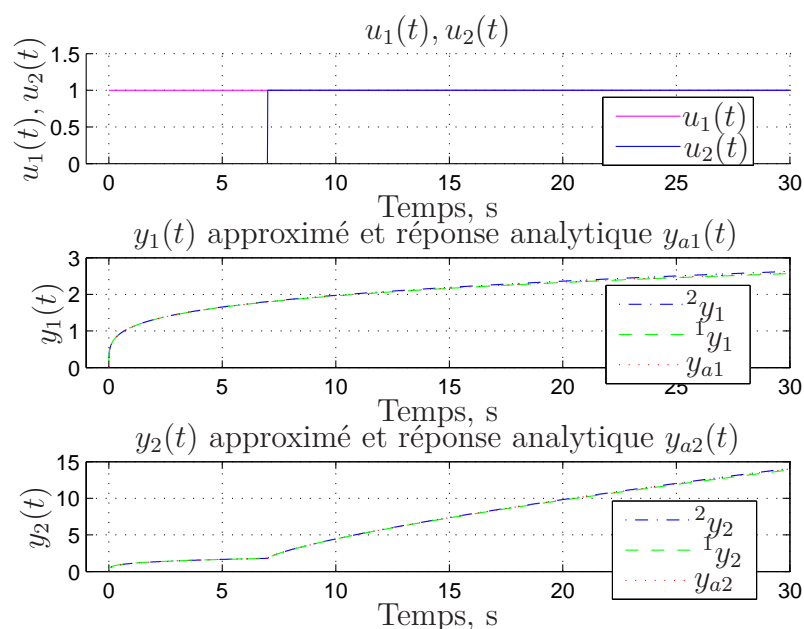 u₁(t), u₂(t)
u₁(t), u₂(t)
1.5
1
0.5
0
u₁(t)
u₂(t)
0 5 10 15 20 25 30
Temps, s
y₁(t) approximé et réponse analytique yₐ₁(t)
y₁(t)
3
2
1
0
²y₁
¹y₁
yₐ₁
0 5 10 15 20 25 30
Temps, s
y₂(t) approximé et réponse analytique yₐ₂(t)
y₂(t)
15
10
5
0
²y₂
¹y₂
yₐ₂
0 5 10 15 20 25 30
Temps, s